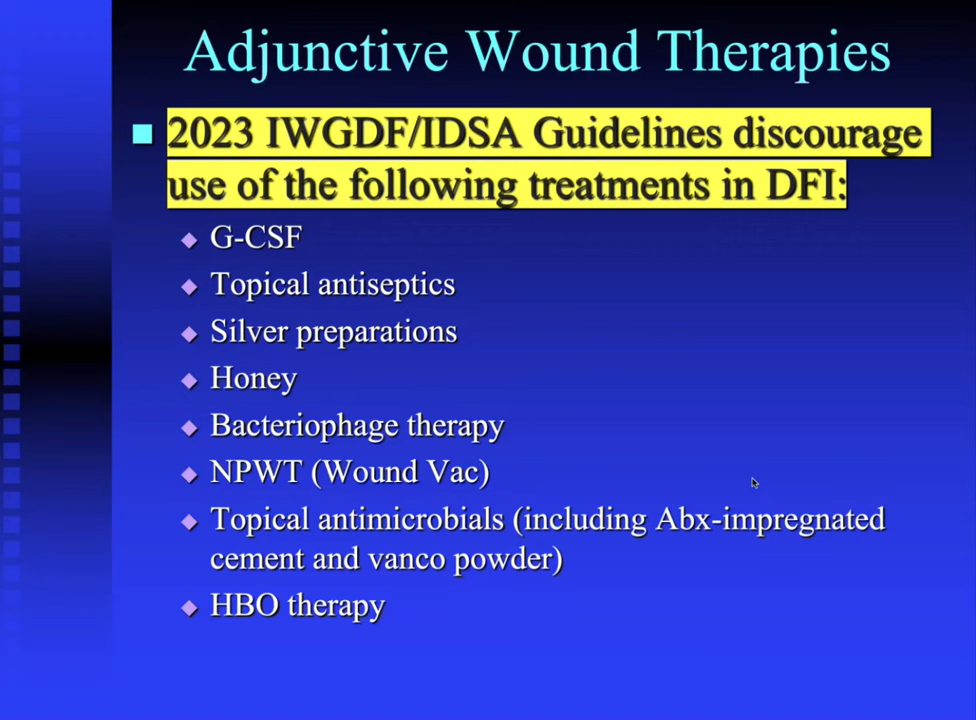 Adjunctive Wound Therapies
2023 IWGDF/IDSA Guidelines discourage
use of the following treatments in DFI:
G-CSF
Topical antiseptics
Silver preparations
Honey
Bacteriophage therapy
NPWT (Wound Vac)
Topical antimicrobials (including Abx-impregnated
cement and vanco powder)
HBO therapy